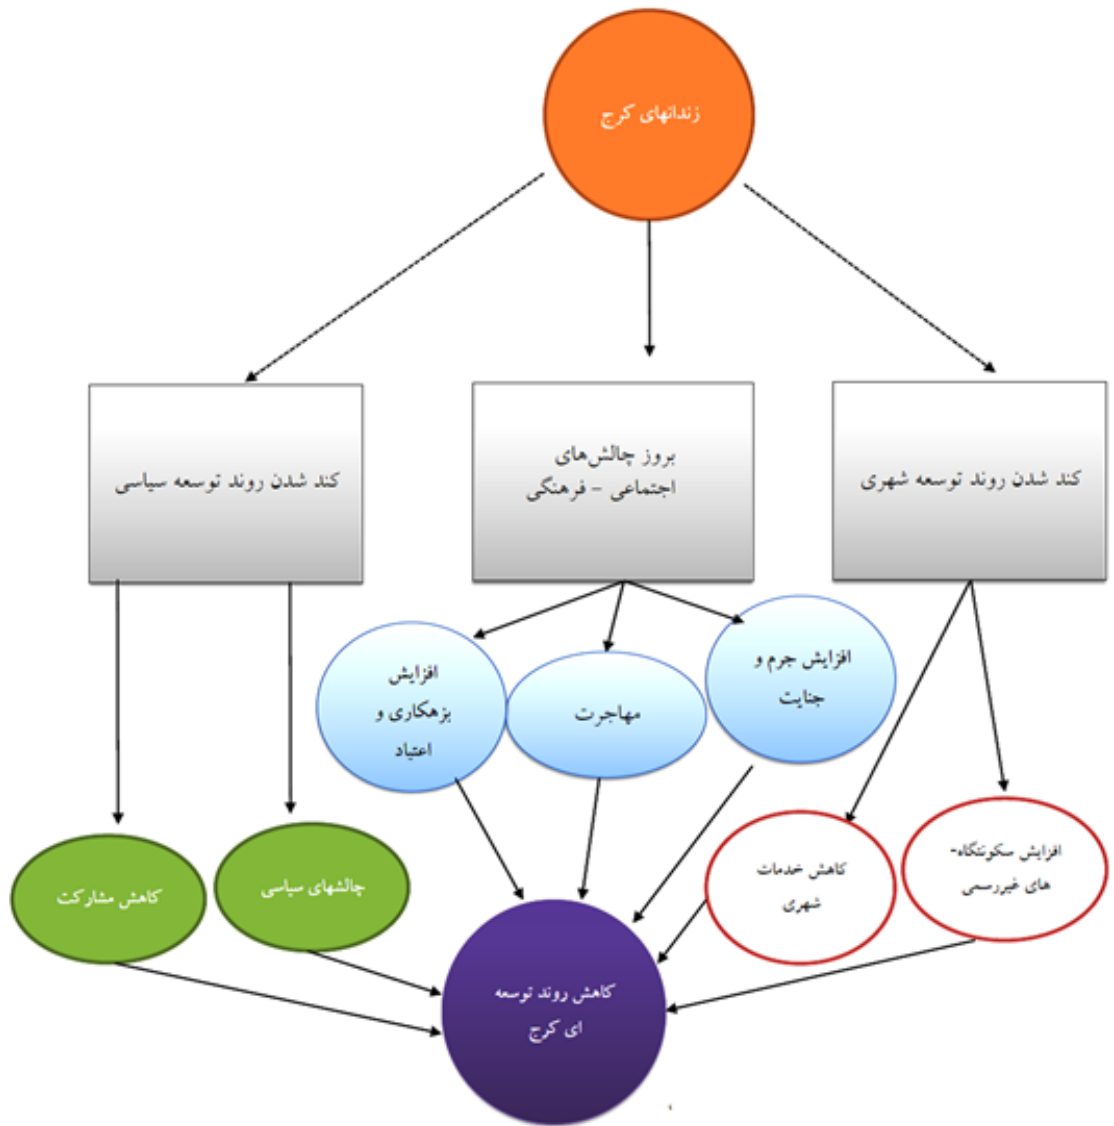 زندانهای کرج
کند شدن روند توسعه شهری
بروز چالش‌های
اجتماعی – فرهنگی
کند شدن روند توسعه سیاسی
افزایش جرم و
جنایت
مهاجرت
افزایش
بزهکاری و
اعتیاد
افزایش سکونتگاه-
های غیررسمی
کاهش خدمات
شهری
چالشهای سیاسی
کاهش مشارکت
کاهش روند توسعه
ای کرج